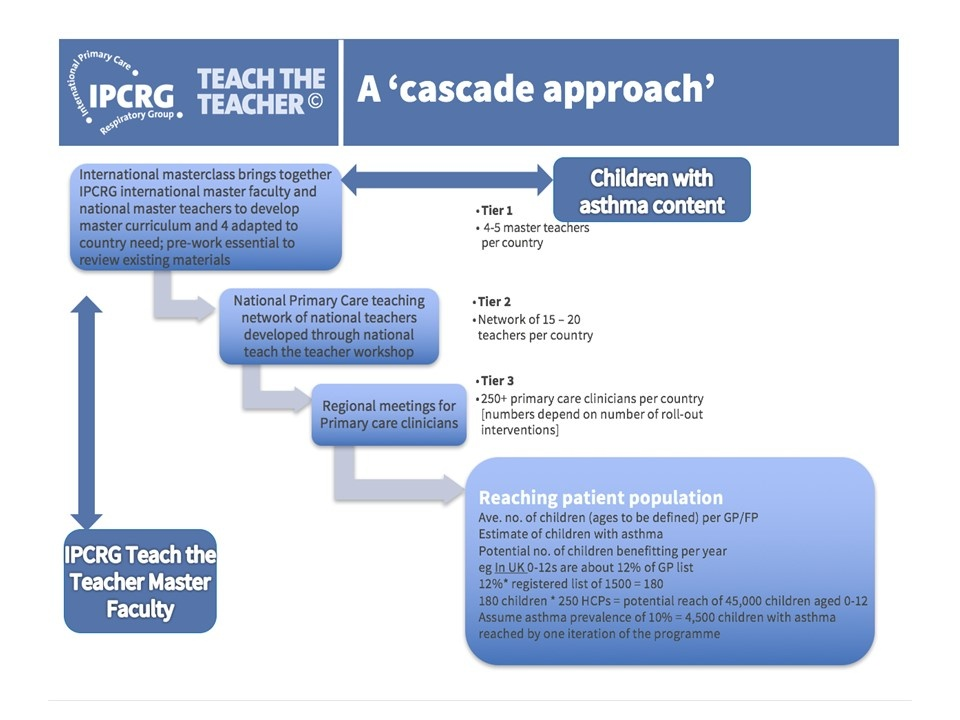 International Primary Care
IPCRG
Respiratory Group
TEACH THE
TEACHER©
A ‘cascade approach’
International masterclass brings together
IPCRG international master faculty and
national master teachers to develop
master curriculum and 4 adapted to
country need; pre-work essential to
review existing materials
Children with
asthma content
•Tier 1
• 4-5 master teachers
per country
National Primary Care teaching
network of national teachers
developed through national
teach the teacher workshop
•Tier 2
•Network of 15 – 20
teachers per country
Regional meetings for
Primary care clinicians
•Tier 3
•250+ primary care clinicians per country
[numbers depend on number of roll-out
interventions]
IPCRG Teach the
Teacher Master
Faculty
Reaching patient population
Ave. no. of children (ages to be defined) per GP/FP
Estimate of children with asthma
Potential no. of children benefitting per year
eg In UK 0-12s are about 12% of GP list
12%* registered list of 1500 = 180
180 children * 250 HCPs = potential reach of 45,000 children aged 0-12
Assume asthma prevalence of 10% = 4,500 children with asthma
reached by one iteration of the programme